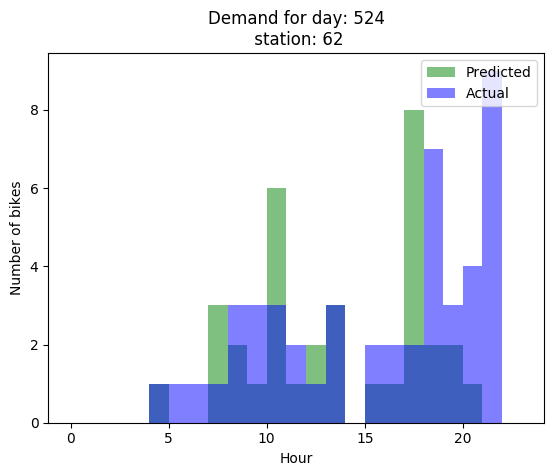 Demand for day: 524
station: 62
Predicted
Actual
Number of bikes
8
6
4
2
0
0 5 10 15 20
Hour